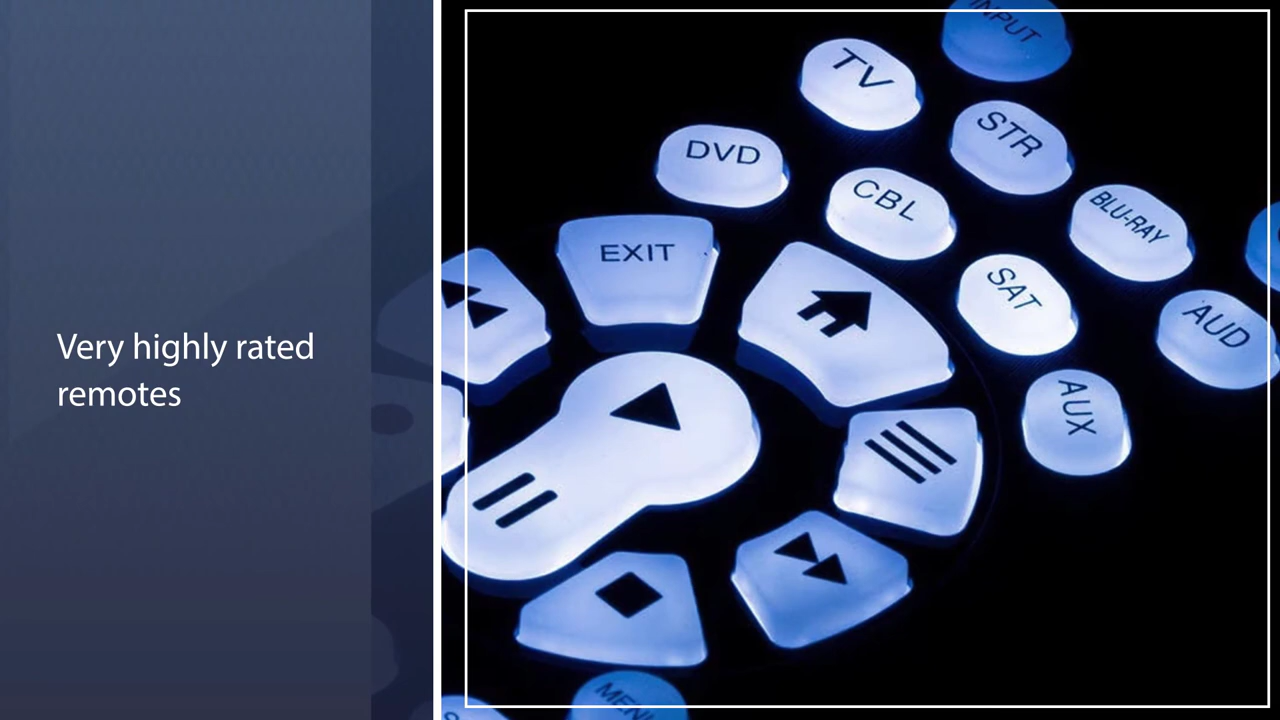 Very highly rated
remotes
INPUT
TV
STR
DVD
CBL
BLU-RAY
EXIT
SAT
AUD
AUX